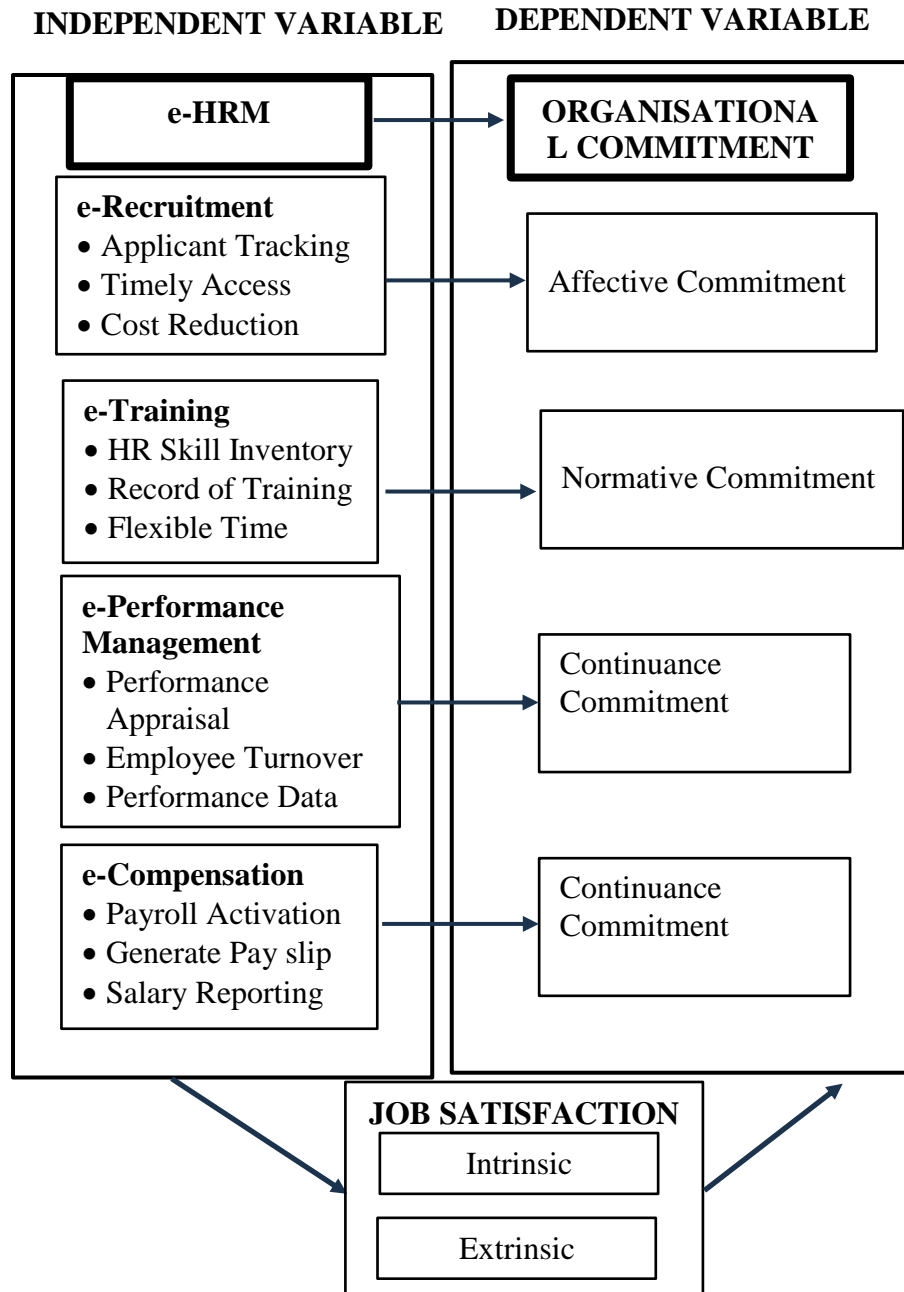 INDEPENDENT VARIABLE
DEPENDENT VARIABLE
e-HRM
ORGANISATIONA
L COMMITMENT
e-Recruitment
• Applicant Tracking
• Timely Access
• Cost Reduction
Affective Commitment
e-Training
• HR Skill Inventory
• Record of Training
• Flexible Time
Normative Commitment
e-Performance
Management
• Performance
Appraisal
• Employee Turnover
• Performance Data
Continuance
Commitment
e-Compensation
• Payroll Activation
• Generate Pay slip
• Salary Reporting
Continuance
Commitment
JOB SATISFACTION
Intrinsic
Extrinsic